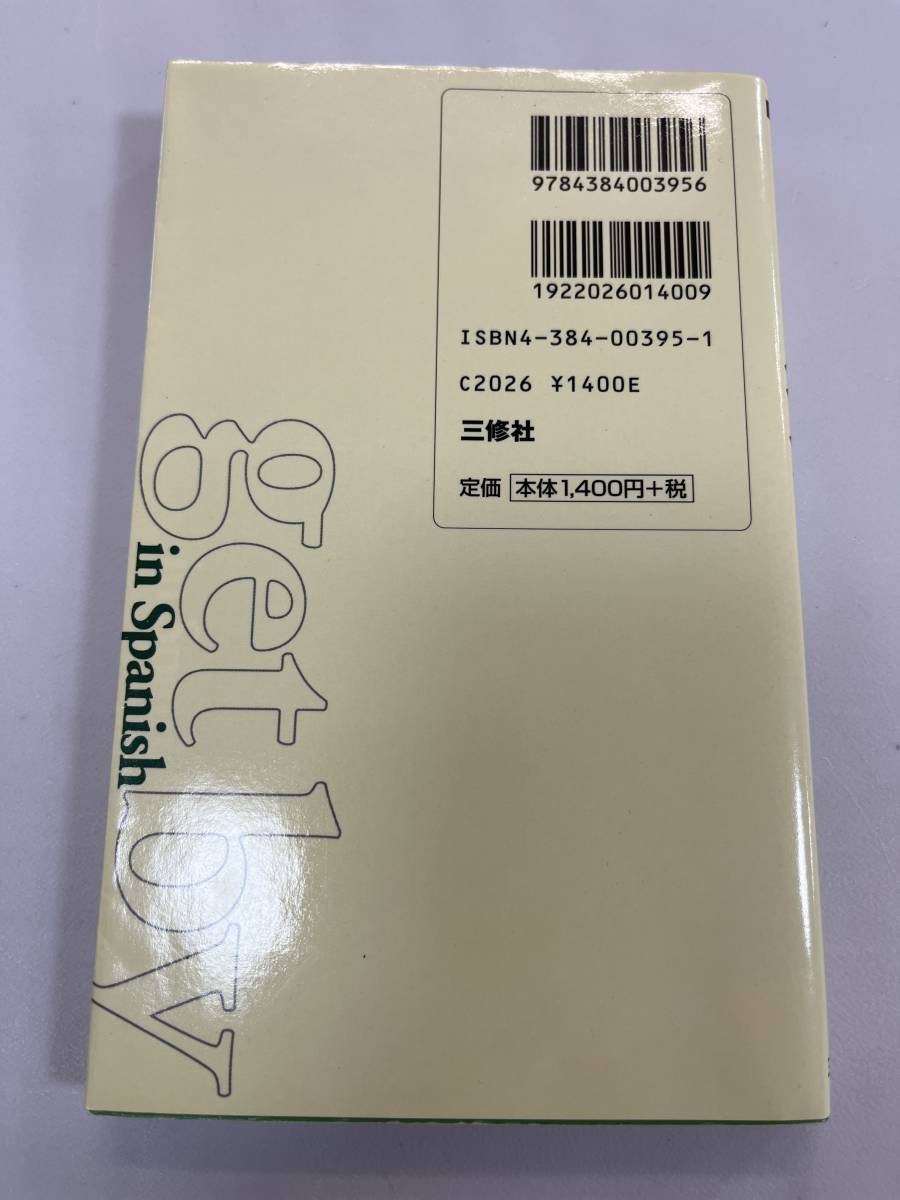 9784384003956
1922026014009
ISBN4-384-00395-1
C2026 ¥1400E
三修社
定価 本体1,400円+税
get by
in Spanish